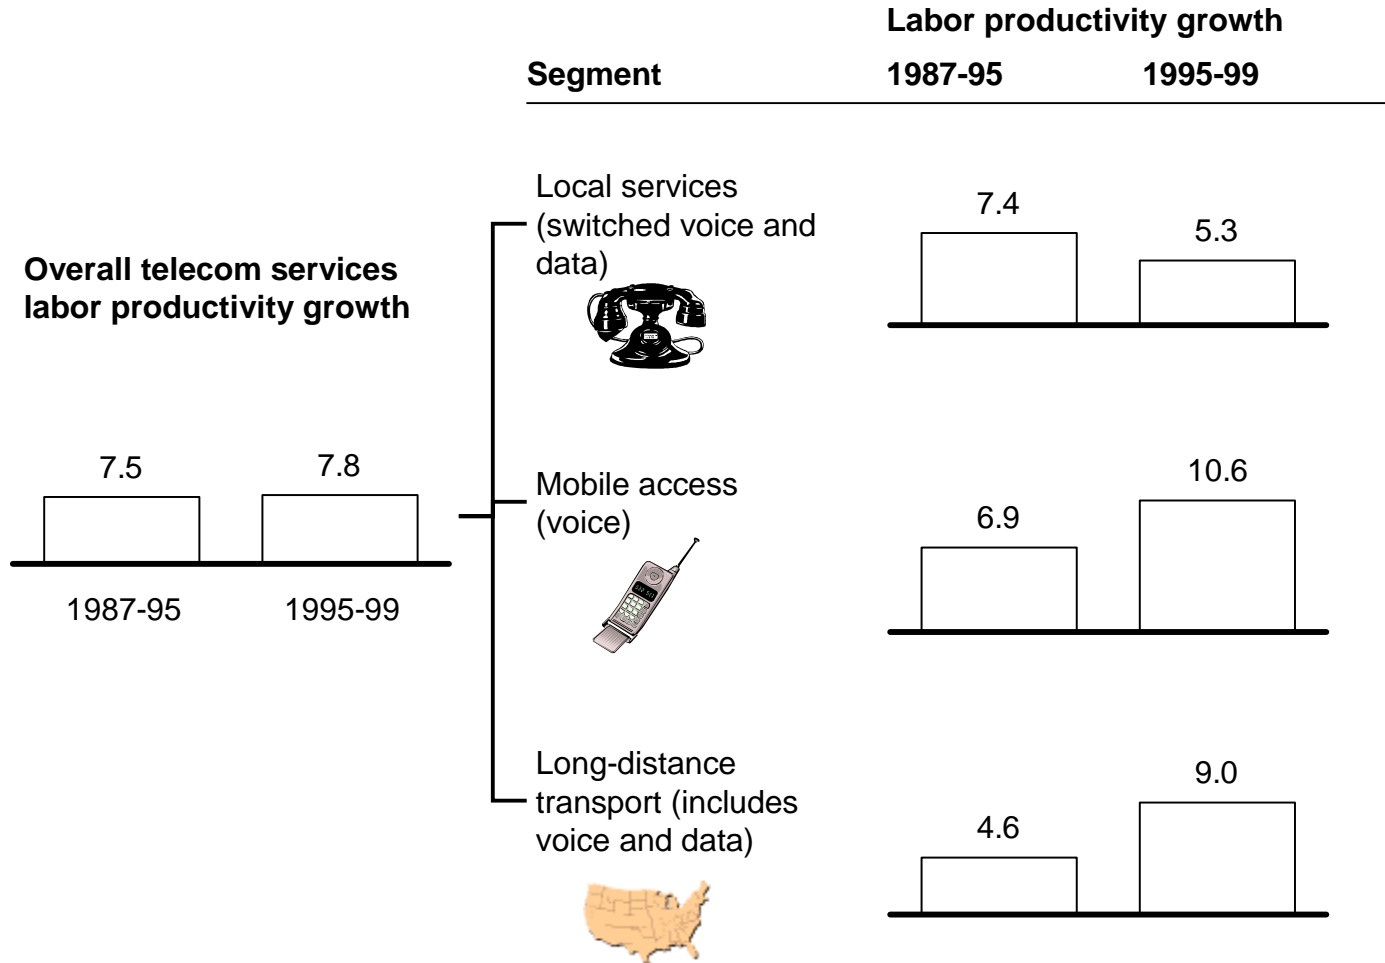 Labor productivity growth
Segment 1987-95 1995-99
Local services
(switched voice and
data)
7.4 5.3
Overall telecom services
labor productivity growth
7.5 7.8
1987-95 1995-99
Mobile access
(voice)
6.9 10.6
Long-distance
transport (includes
voice and data)
4.6 9.0